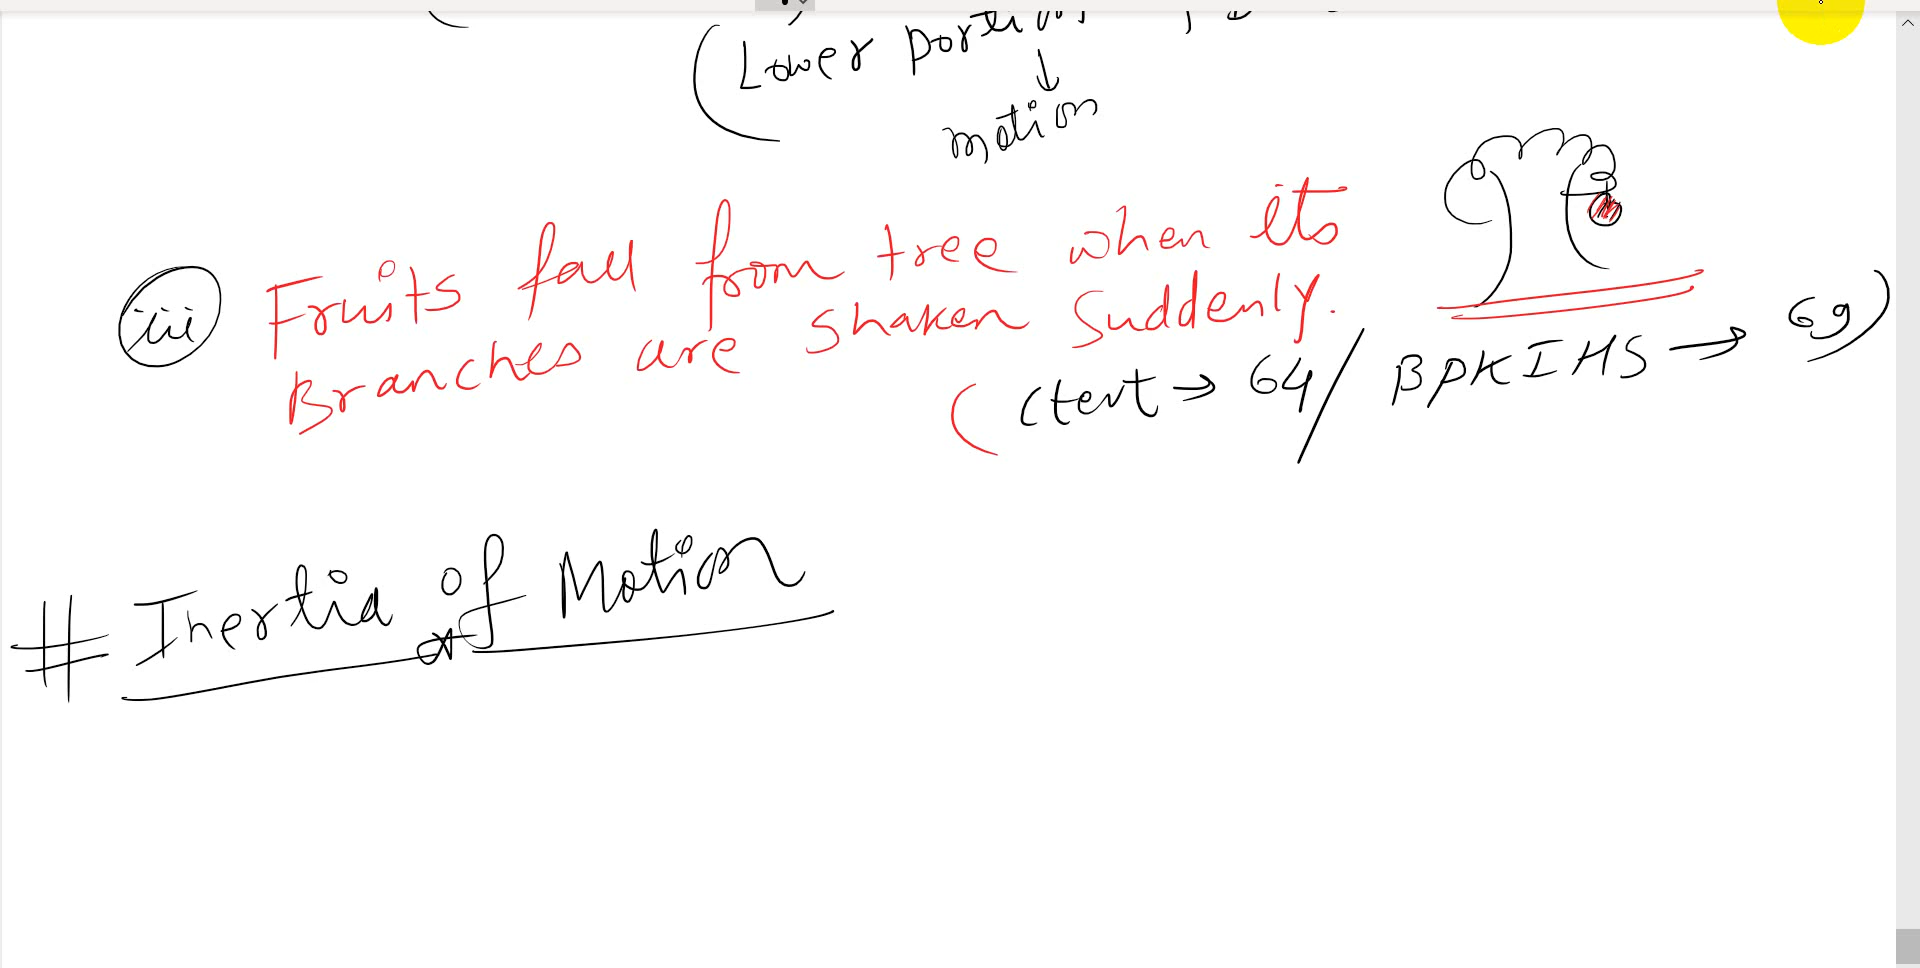 (Lower portion
↓
motion
iii Fruits fall from tree when its
Branches are shaken suddenly.
( ctevt → 64 / BPKIHS → 69)
# Inertia of Motion